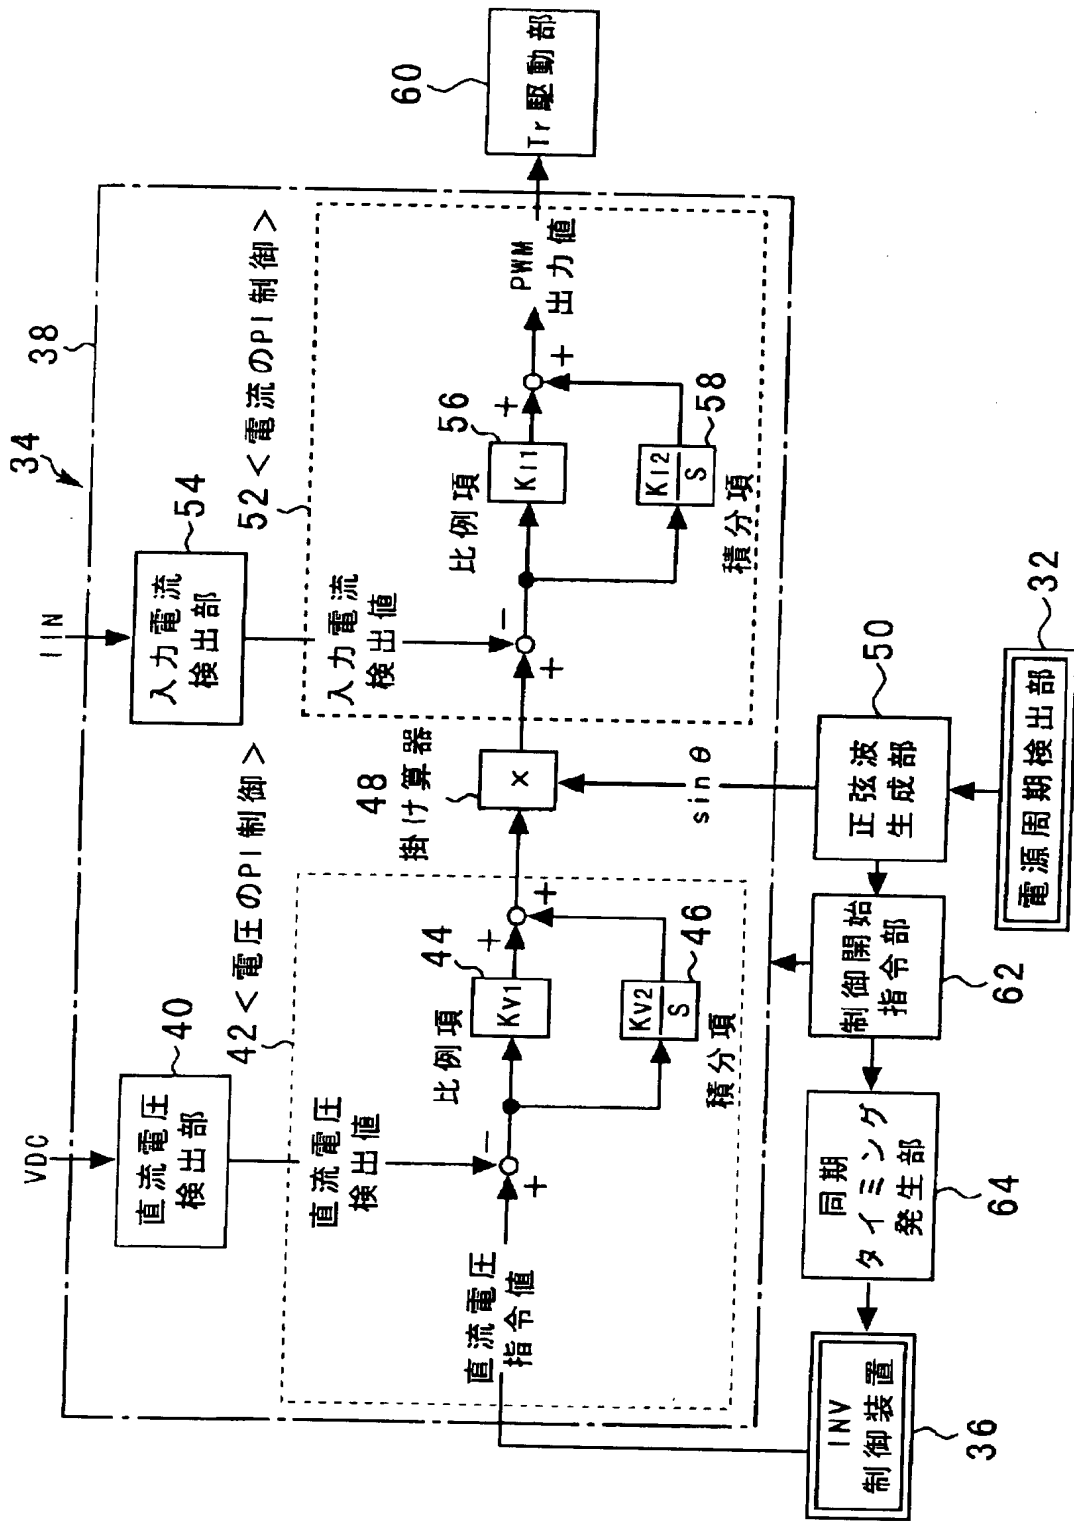 34
38
VDC
40
直流電圧
検出部
IIN
54
入力電流
検出部
42
<電圧のPI制御>
52
<電流のPI制御>
直流電圧
検出値
入力電流
検出値
直流電圧
指令値
+
−
比例項
44
KV1
+
+
KV2
S
46
積分項
48
掛け算器
×
sinθ
+
−
比例項
56
KI1
+
+
KI2
S
58
積分項
PWM
出力値
60
Tr駆動部
INV
制御装置
36
同期
タイミング
発生部
64
制御開始
指令部
62
正弦波
生成部
50
電源周期検出部
32